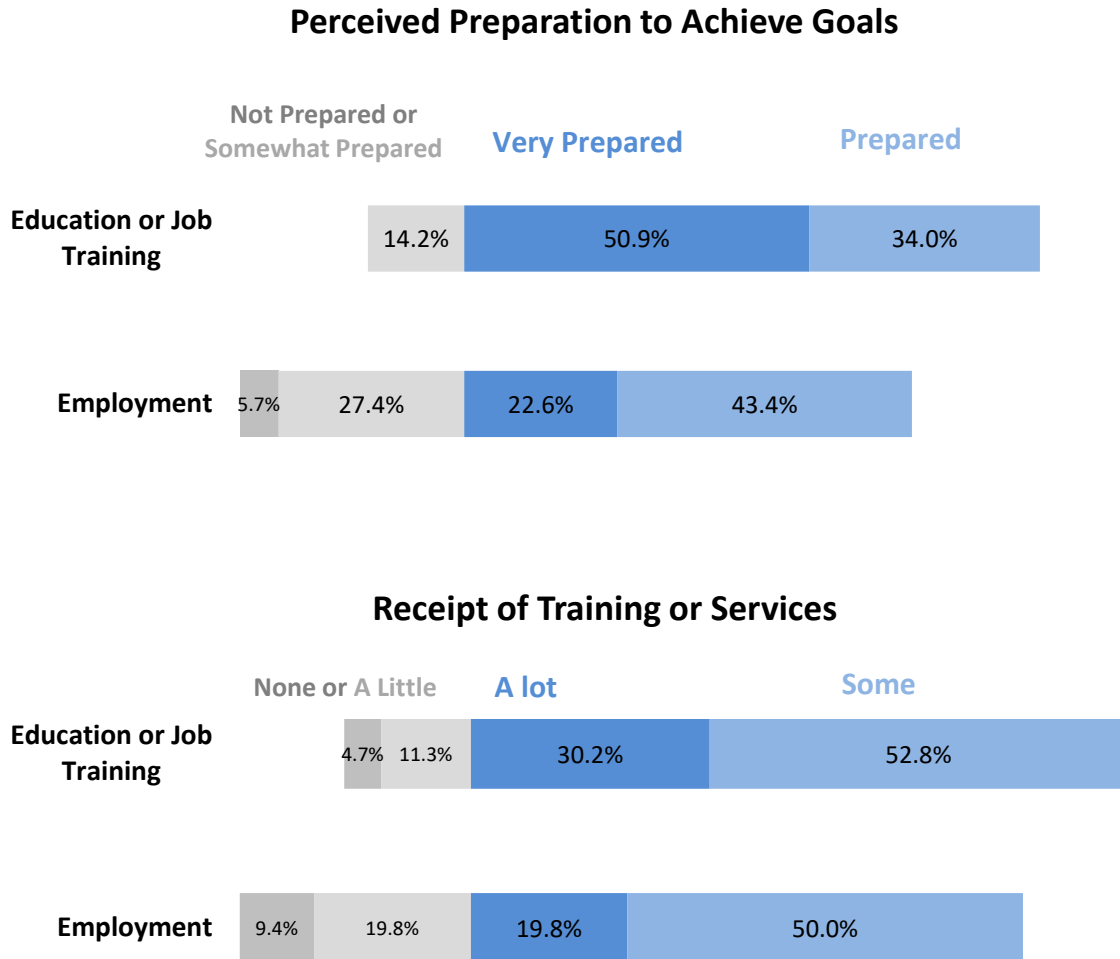 Perceived Preparation to Achieve Goals
Not Prepared or
Somewhat Prepared
Very Prepared
Prepared
Education or Job
Training
14.2%
50.9%
34.0%
Employment
5.7%
27.4%
22.6%
43.4%
Receipt of Training or Services
None or A Little
A lot
Some
Education or Job
Training
4.7%
11.3%
30.2%
52.8%
Employment
9.4%
19.8%
19.8%
50.0%